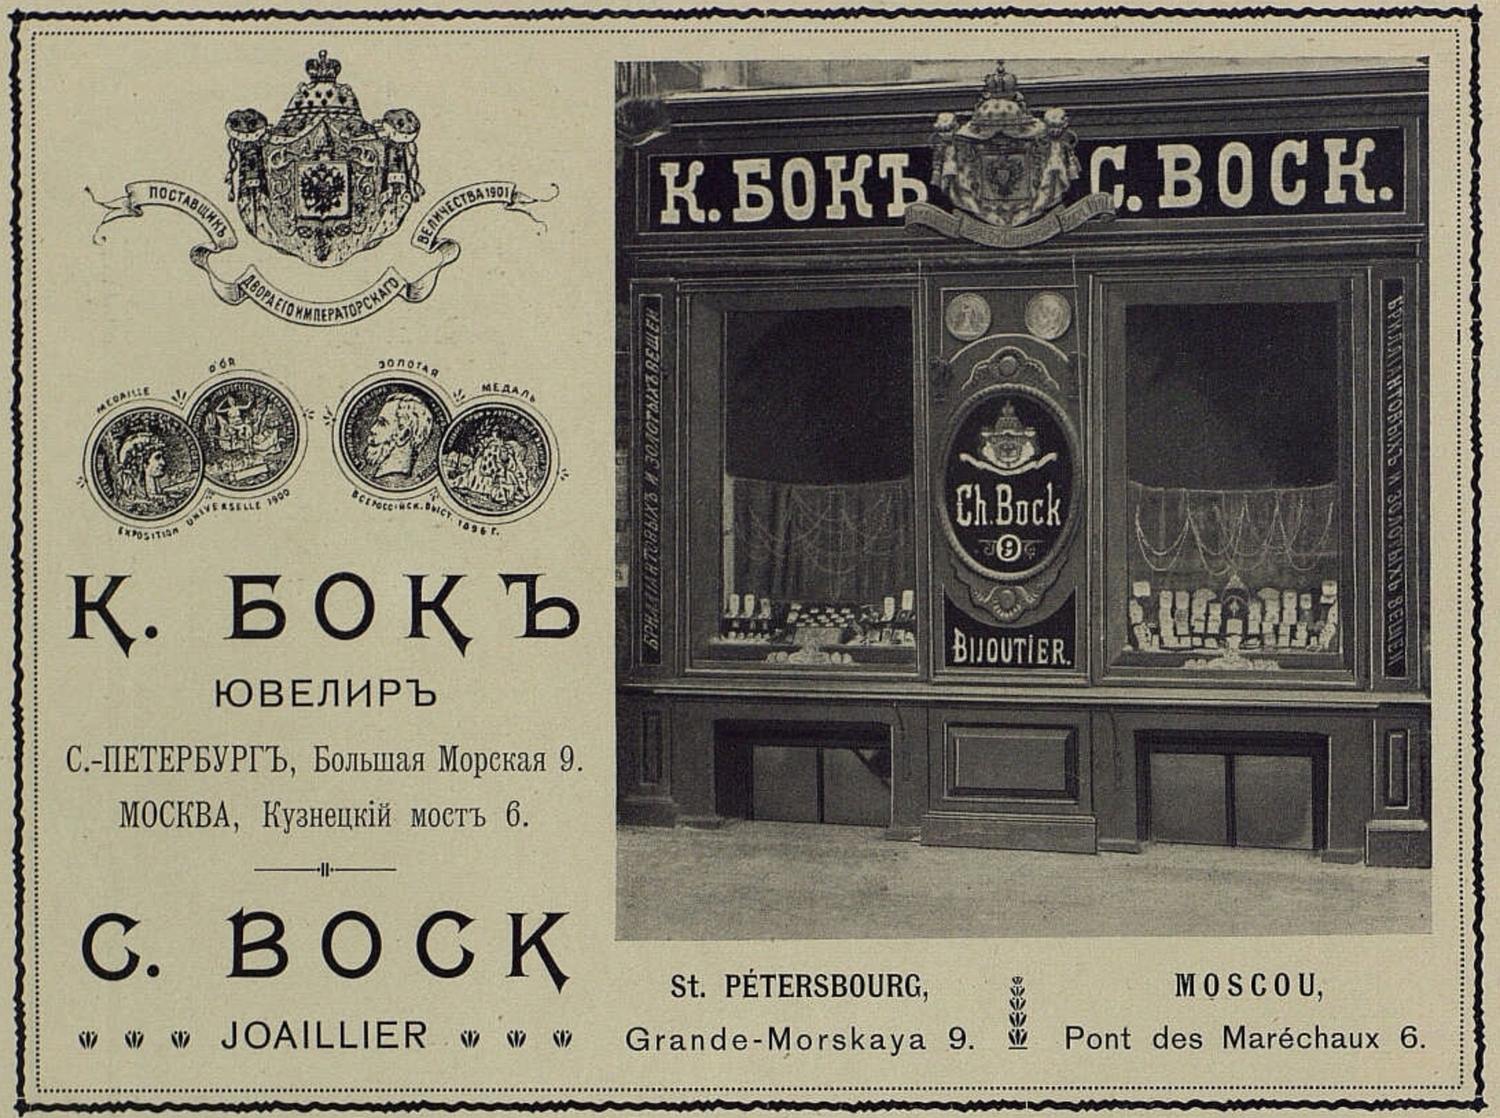 ПОСТАВЩИКЪ
ДВОРА ЕГО ИМПЕРАТОРСКАГО
ВЕЛИЧЕСТВА 1901
MEDAILLE D'OR
EXPOSITION UNIVERSELLE 1900
ЗОЛОТАЯ МЕДАЛЬ
ВСЕРОССІЙСК. ВЫСТ. 1896 Г.
К. БОКЪ
ЮВЕЛИРЪ
С.-ПЕТЕРБУРГЪ, Большая Морская 9.
МОСКВА, Кузнецкій мостъ 6.
C. BOCK
JOAILLIER
К. БОКЪ C. BOCK.
БРИЛЛІАНТОВЫХЪ И ЗОЛОТЫХЪ ВЕЩЕЙ
Ch. Bock
9
BIJOUTIER.
БРИЛЛІАНТОВЫХЪ И ЗОЛОТЫХЪ ВЕЩЕЙ
St. PÉTERSBOURG,
Grande-Morskaya 9.
MOSCOU,
Pont des Maréchaux 6.